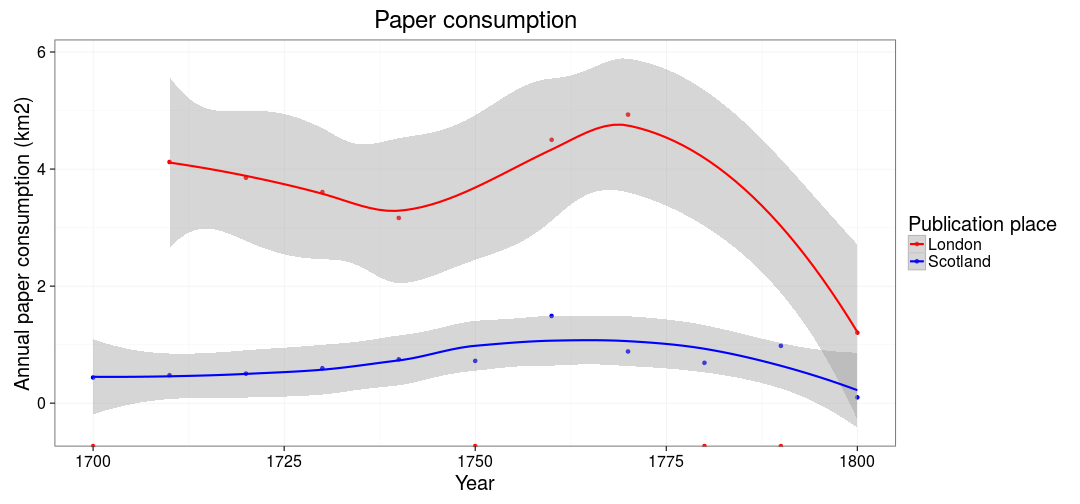 Paper consumption
Annual paper consumption (km2)
6
4
2
0
1700 1725 1750 1775 1800
Year
Publication place
London
Scotland